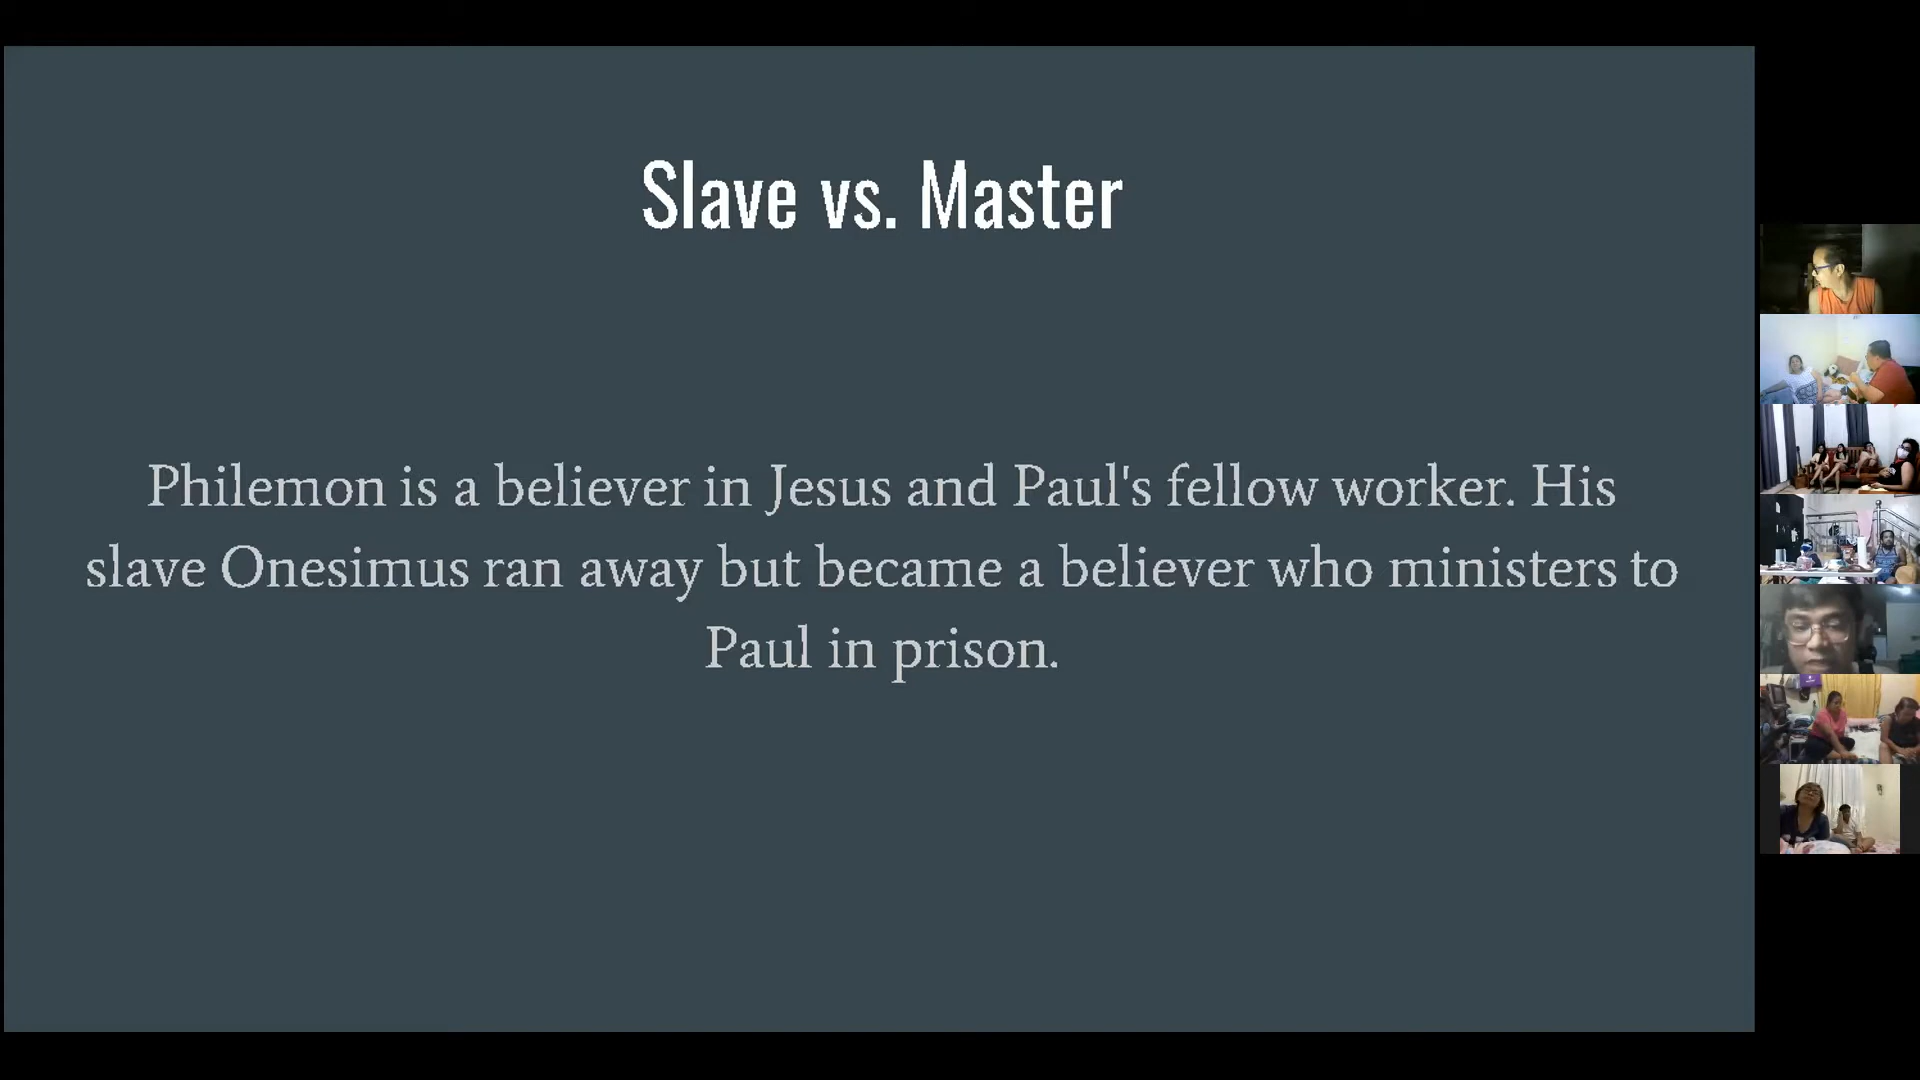 Slave vs. Master
Philemon is a believer in Jesus and Paul's fellow worker. His
slave Onesimus ran away but became a believer who ministers to
Paul in prison.